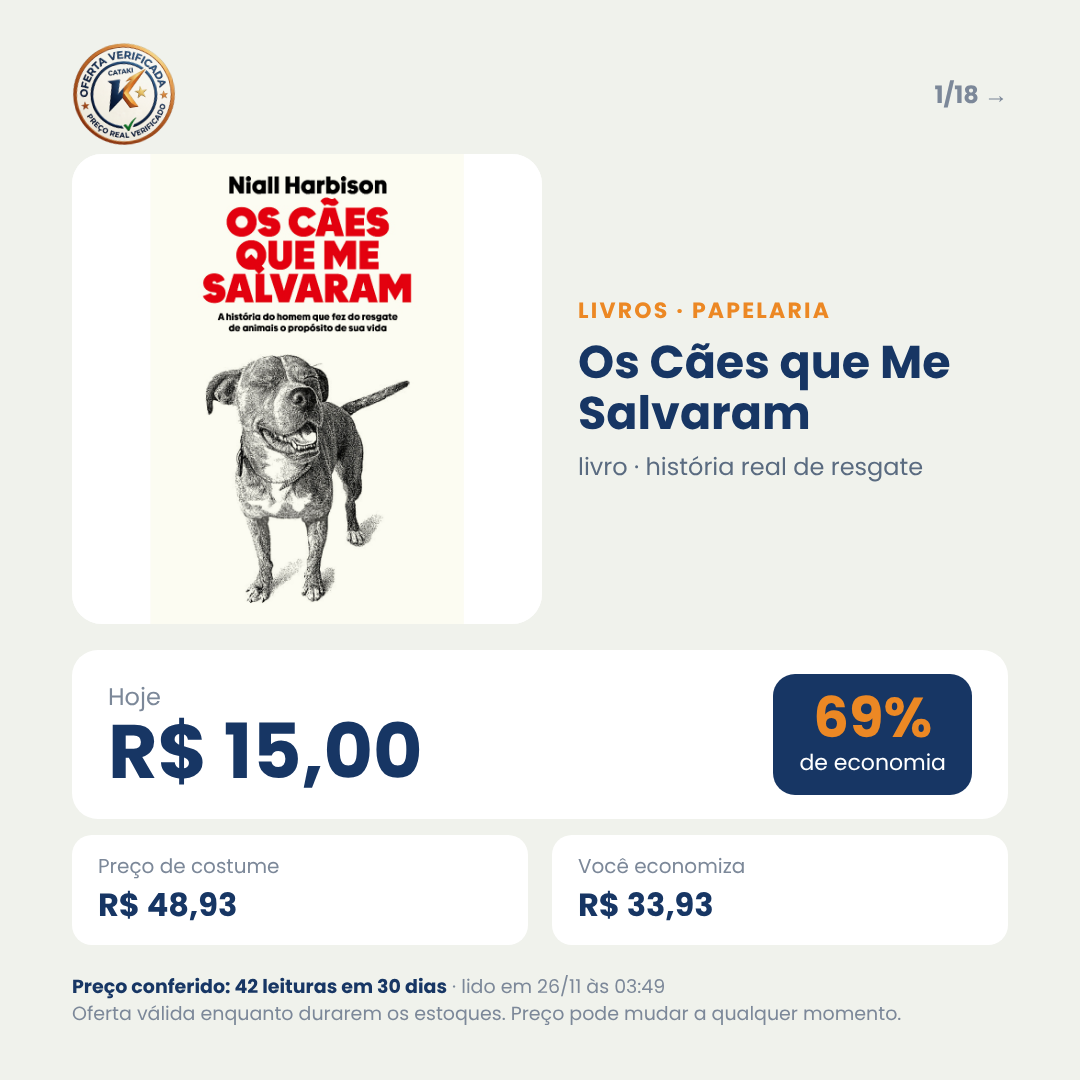 OFERTA VERIFICADA
CATAKI
K
PREÇO REAL VERIFICADO
1/18 →
Niall Harbison
OS CÃES
QUE ME
SALVARAM
A história do homem que fez do resgate
de animais o propósito de sua vida
LIVROS · PAPELARIA
Os Cães que Me
Salvaram
livro · história real de resgate
Hoje
R$ 15,00
69%
de economia
Preço de costume
R$ 48,93
Você economiza
R$ 33,93
Preço conferido: 42 leituras em 30 dias · lido em 26/11 às 03:49
Oferta válida enquanto durarem os estoques. Preço pode mudar a qualquer momento.